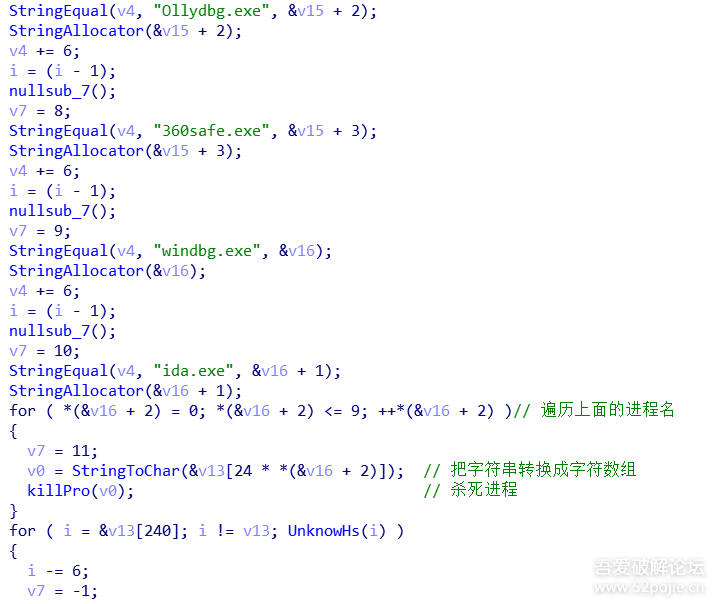 StringEqual(v4, "Ollydbg.exe", &v15 + 2);
StringAllocator(&v15 + 2);
v4 += 6;
i = (i - 1);
nullsub_7();
v7 = 8;
StringEqual(v4, "360safe.exe", &v15 + 3);
StringAllocator(&v15 + 3);
v4 += 6;
i = (i - 1);
nullsub_7();
v7 = 9;
StringEqual(v4, "windbg.exe", &v16);
StringAllocator(&v16);
v4 += 6;
i = (i - 1);
nullsub_7();
v7 = 10;
StringEqual(v4, "ida.exe", &v16 + 1);
StringAllocator(&v16 + 1);
for ( *(&v16 + 2) = 0; *(&v16 + 2) <= 9; ++*(&v16 + 2) )// 遍历上面的进程名
{
  v7 = 11;
  v0 = StringToChar(&v13[24 * *(&v16 + 2)]);  // 把字符串转换成字符数组
  killPro(v0);  // 杀死进程
}
for ( i = &v13[240]; i != v13; UnknowHs(i) )
{
  i -= 6;
  v7 = -1;
吾爱破解论坛
www.52pojie.cn